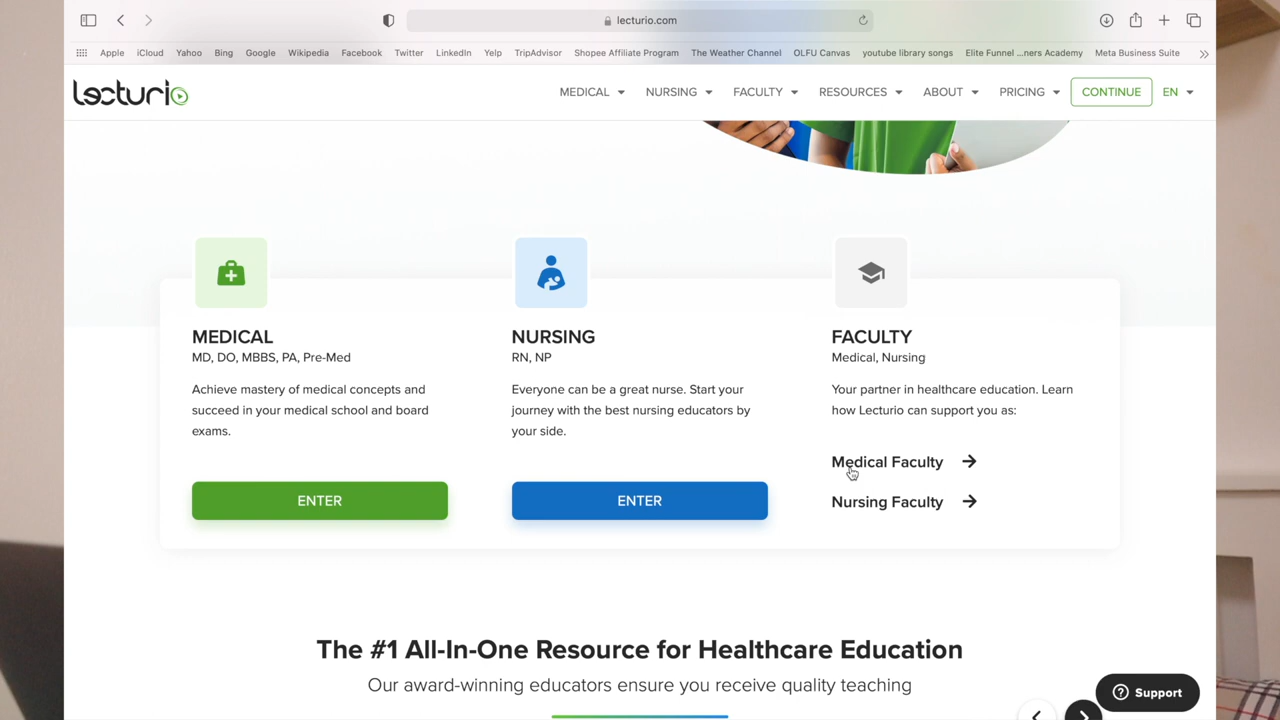 lecturio.com
Apple iCloud Yahoo Bing Google Wikipedia Facebook Twitter LinkedIn Yelp TripAdvisor Shopee Affiliate Program The Weather Channel OLFU Canvas youtube library songs Elite Funnel ...ners Academy Meta Business Suite
lecturio MEDICAL NURSING FACULTY RESOURCES ABOUT PRICING CONTINUE EN
MEDICAL
MD, DO, MBBS, PA, Pre-Med
Achieve mastery of medical concepts and
succeed in your medical school and board
exams.
ENTER
NURSING
RN, NP
Everyone can be a great nurse. Start your
journey with the best nursing educators by
your side.
ENTER
FACULTY
Medical, Nursing
Your partner in healthcare education. Learn
how Lecturio can support you as:
Medical Faculty
Nursing Faculty
The #1 All-In-One Resource for Healthcare Education
Our award-winning educators ensure you receive quality teaching
Support